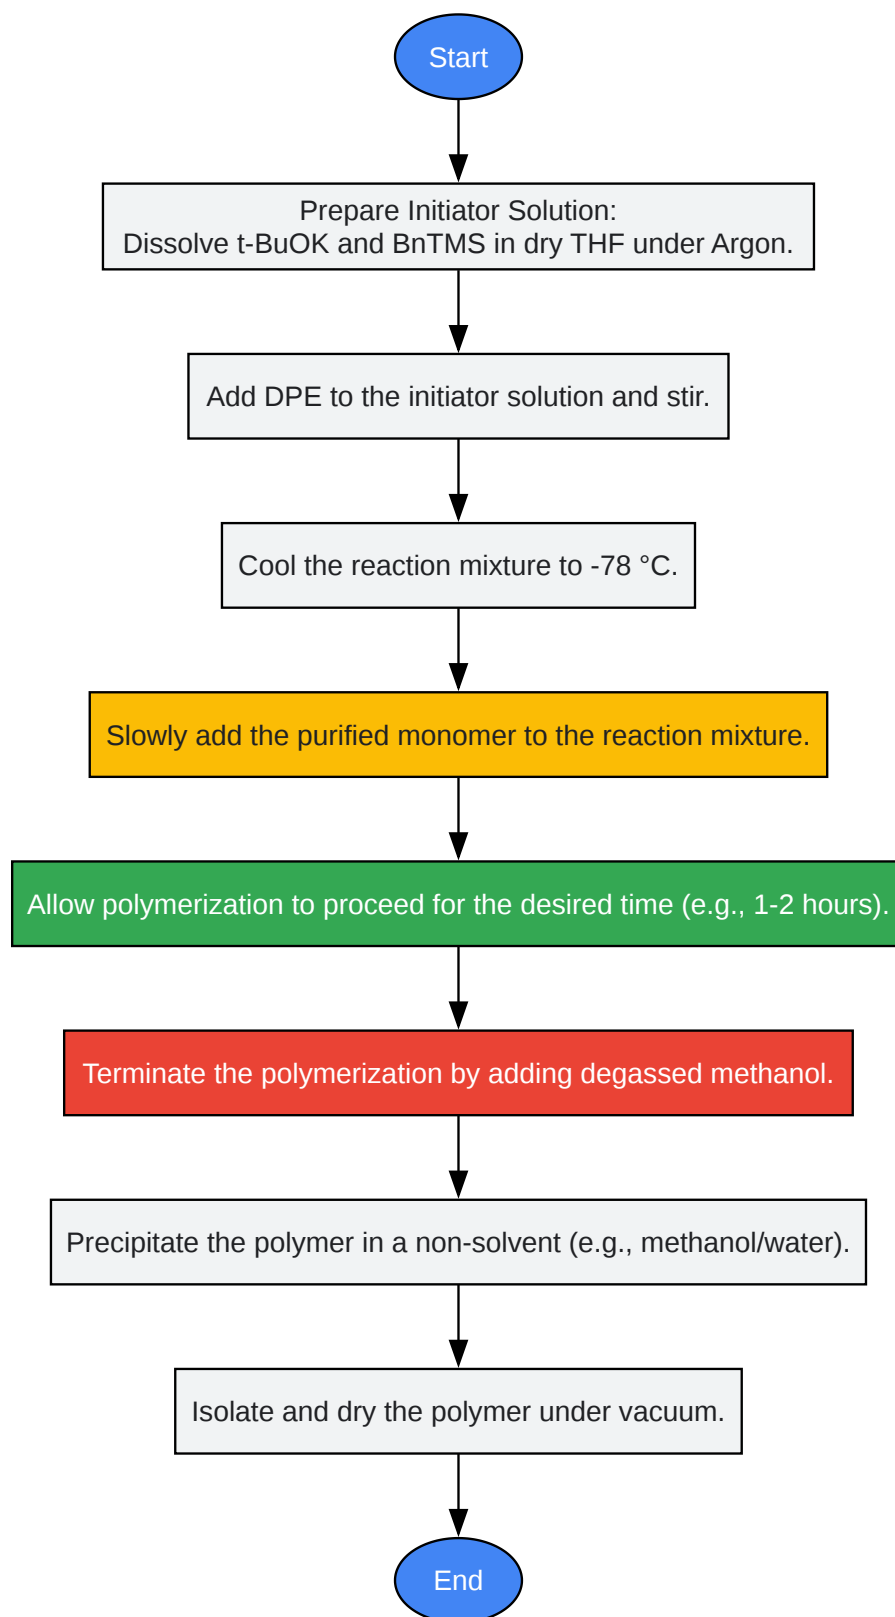 Start
Prepare Initiator Solution:
Dissolve t-BuOK and BnTMS in dry THF under Argon.
Add DPE to the initiator solution and stir.
Cool the reaction mixture to -78 °C.
Slowly add the purified monomer to the reaction mixture.
Allow polymerization to proceed for the desired time (e.g., 1-2 hours).
Terminate the polymerization by adding degassed methanol.
Precipitate the polymer in a non-solvent (e.g., methanol/water).
Isolate and dry the polymer under vacuum.
End